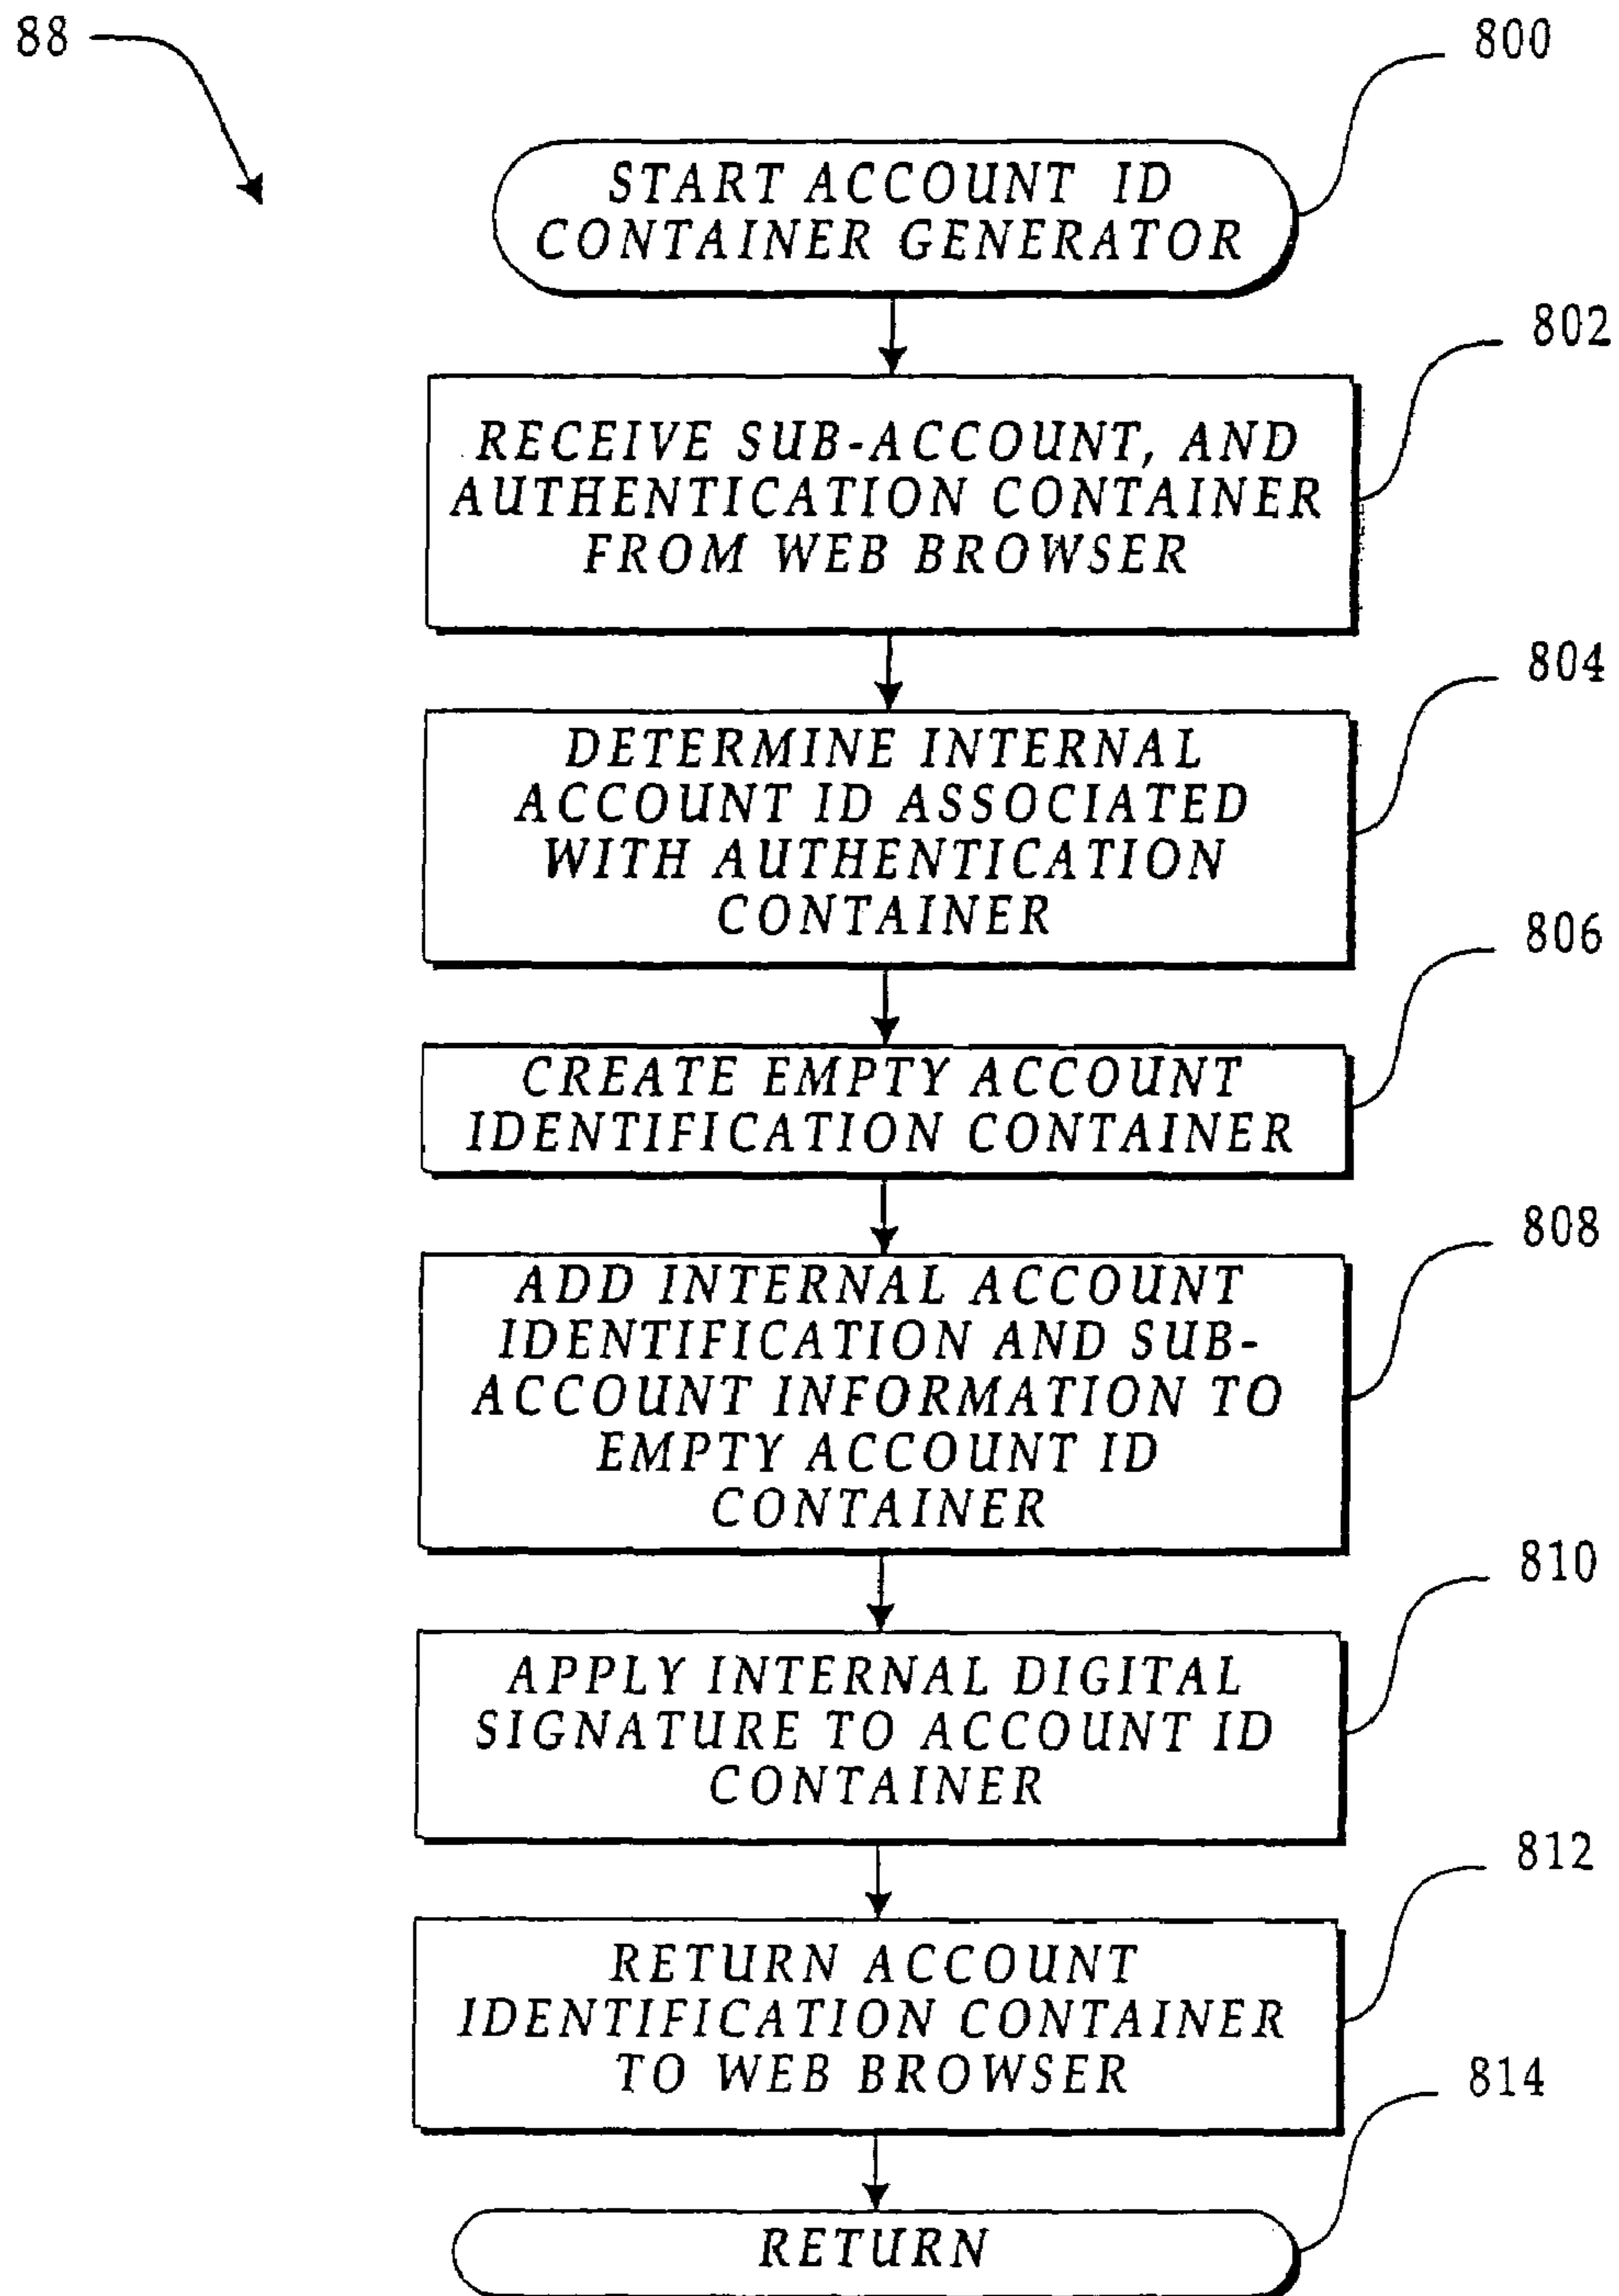 88
800
START ACCOUNT ID
CONTAINER GENERATOR
802
RECEIVE SUB-ACCOUNT, AND
AUTHENTICATION CONTAINER
FROM WEB BROWSER
804
DETERMINE INTERNAL
ACCOUNT ID ASSOCIATED
WITH AUTHENTICATION
CONTAINER
806
CREATE EMPTY ACCOUNT
IDENTIFICATION CONTAINER
808
ADD INTERNAL ACCOUNT
IDENTIFICATION AND SUB-
ACCOUNT INFORMATION TO
EMPTY ACCOUNT ID
CONTAINER
810
APPLY INTERNAL DIGITAL
SIGNATURE TO ACCOUNT ID
CONTAINER
812
RETURN ACCOUNT
IDENTIFICATION CONTAINER
TO WEB BROWSER
814
RETURN